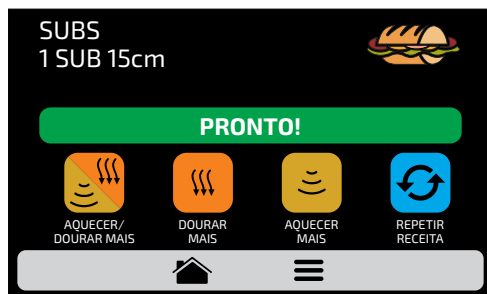 SUBS
1 SUB 15cm
PRONTO!
AQUECER/
DOURAR MAIS
DOURAR
MAIS
AQUECER
MAIS
REPETIR
RECEITA